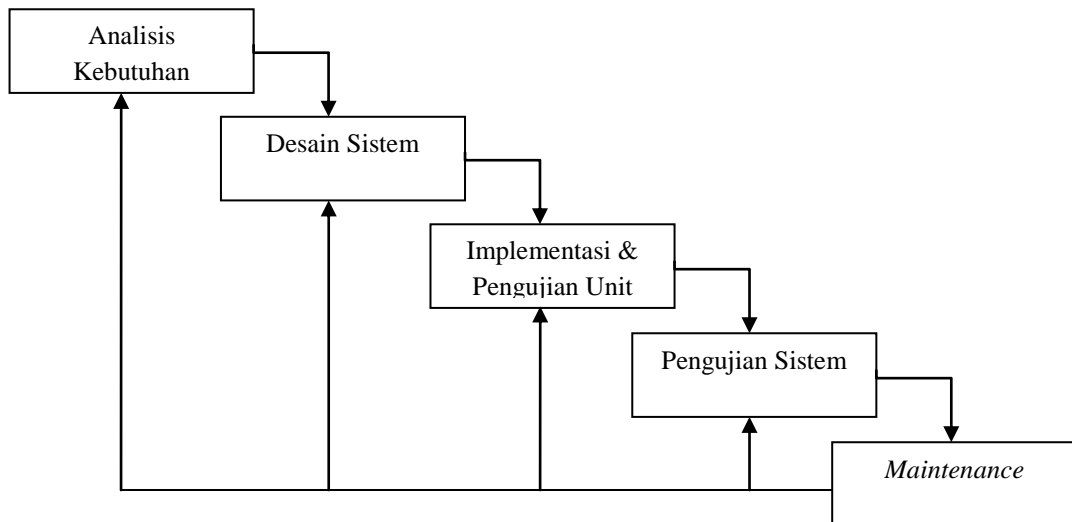 Analisis
Kebutuhan
Desain Sistem
Implementasi &
Pengujian Unit
Pengujian Sistem
Maintenance